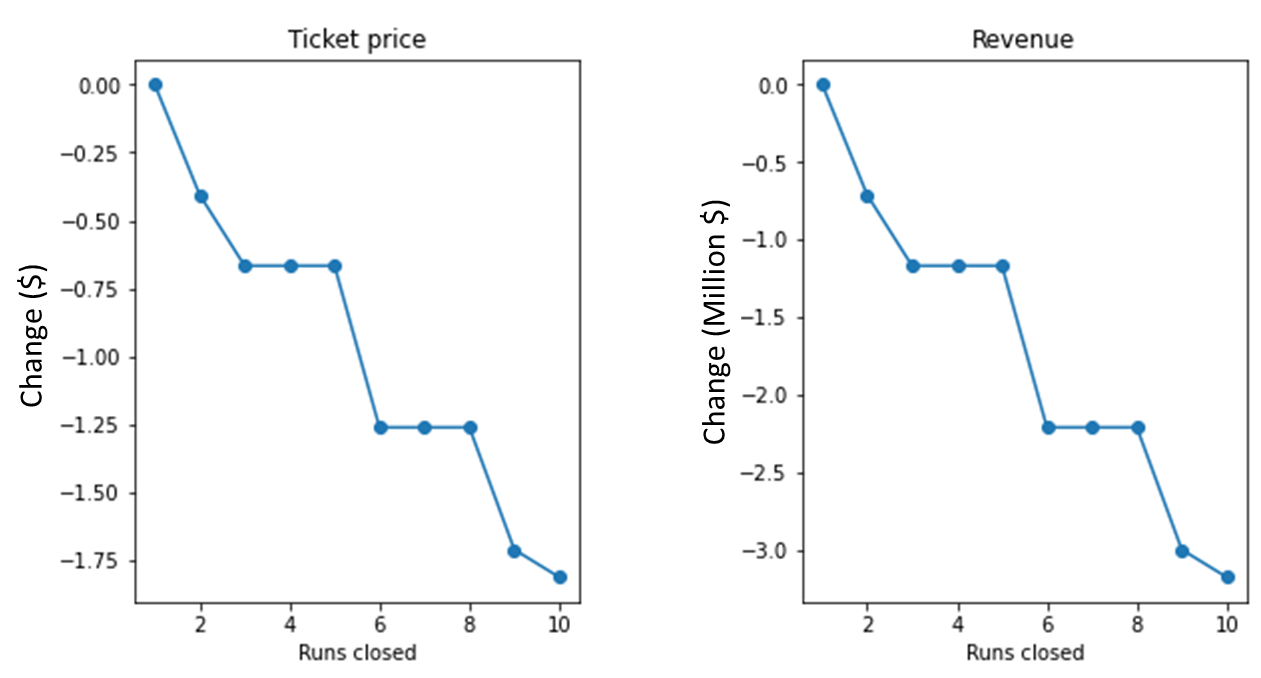 Ticket price
Change ($)
0.00
−0.25
−0.50
−0.75
−1.00
−1.25
−1.50
−1.75
2 4 6 8 10
Runs closed
Revenue
Change (Million $)
0.0
−0.5
−1.0
−1.5
−2.0
−2.5
−3.0
2 4 6 8 10
Runs closed